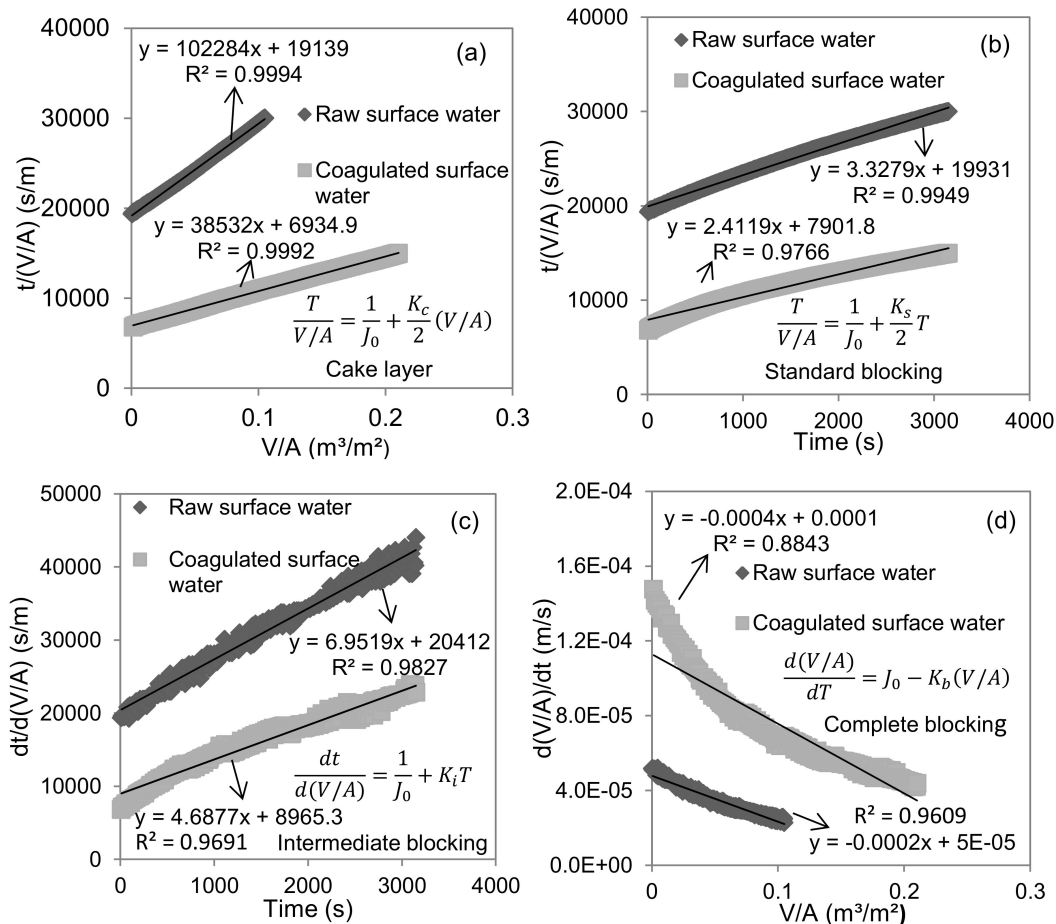 (a)
40000
30000
20000
10000
0
t/(V/A) (s/m)
y = 102284x + 19139
R² = 0.9994
Raw surface water
Coagulated surface
water
y = 38532x + 6934.9
R² = 0.9992
T/(V/A) = 1/J₀ + K_c/2 (V/A)
Cake layer
0 0.1 0.2 0.3
V/A (m³/m²)
(b)
40000
30000
20000
10000
0
t/(V/A) (s/m)
Raw surface water
Coagulated surface water
y = 3.3279x + 19931
R² = 0.9949
y = 2.4119x + 7901.8
R² = 0.9766
T/(V/A) = 1/J₀ + K_s/2 T
Standard blocking
0 1000 2000 3000 4000
Time (s)
(c)
50000
40000
30000
20000
10000
0
dt/d(V/A) (s/m)
Raw surface water
Coagulated surface
water
y = 6.9519x + 20412
R² = 0.9827
dt/d(V/A) = 1/J₀ + K_iT
y = 4.6877x + 8965.3
R² = 0.9691
Intermediate blocking
0 1000 2000 3000 4000
Time (s)
(d)
2.0E-04
1.6E-04
1.2E-04
8.0E-05
4.0E-05
0.0E+00
d(V/A)/dt (m/s)
y = -0.0004x + 0.0001
R² = 0.8843
Raw surface water
Coagulated surface water
d(V/A)/dT = J₀ − K_b(V/A)
Complete blocking
R² = 0.9609
y = -0.0002x + 5E-05
0 0.1 0.2 0.3
V/A (m³/m²)